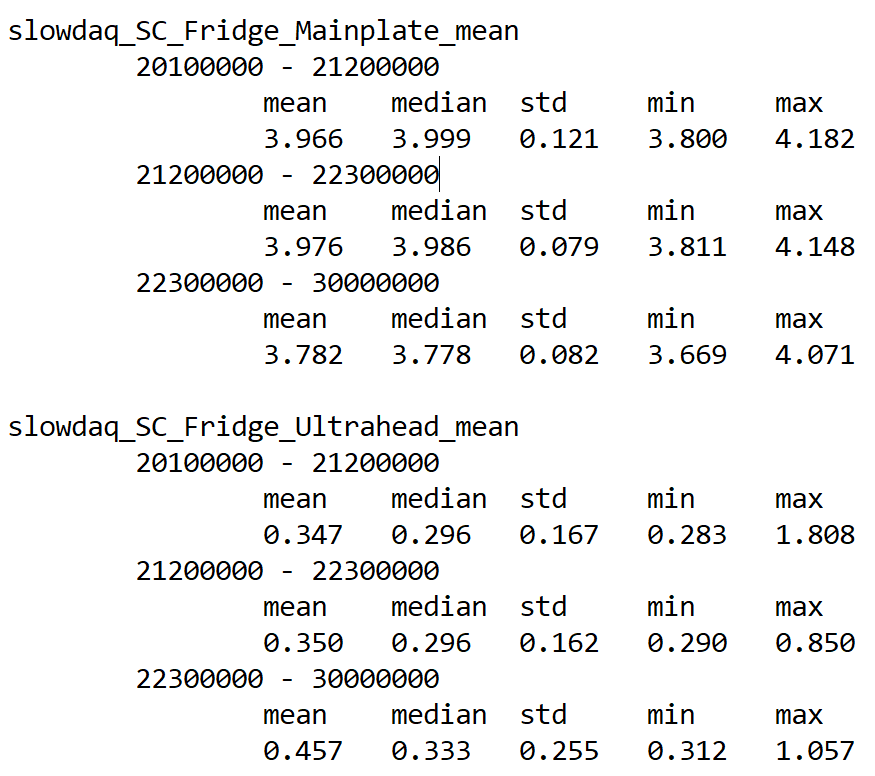 slowdaq_SC_Fridge_Mainplate_mean
20100000 - 21200000
mean median std min max
3.966 3.999 0.121 3.800 4.182
21200000 - 22300000
mean median std min max
3.976 3.986 0.079 3.811 4.148
22300000 - 30000000
mean median std min max
3.782 3.778 0.082 3.669 4.071
slowdaq_SC_Fridge_Ultrahead_mean
20100000 - 21200000
mean median std min max
0.347 0.296 0.167 0.283 1.808
21200000 - 22300000
mean median std min max
0.350 0.296 0.162 0.290 0.850
22300000 - 30000000
mean median std min max
0.457 0.333 0.255 0.312 1.057